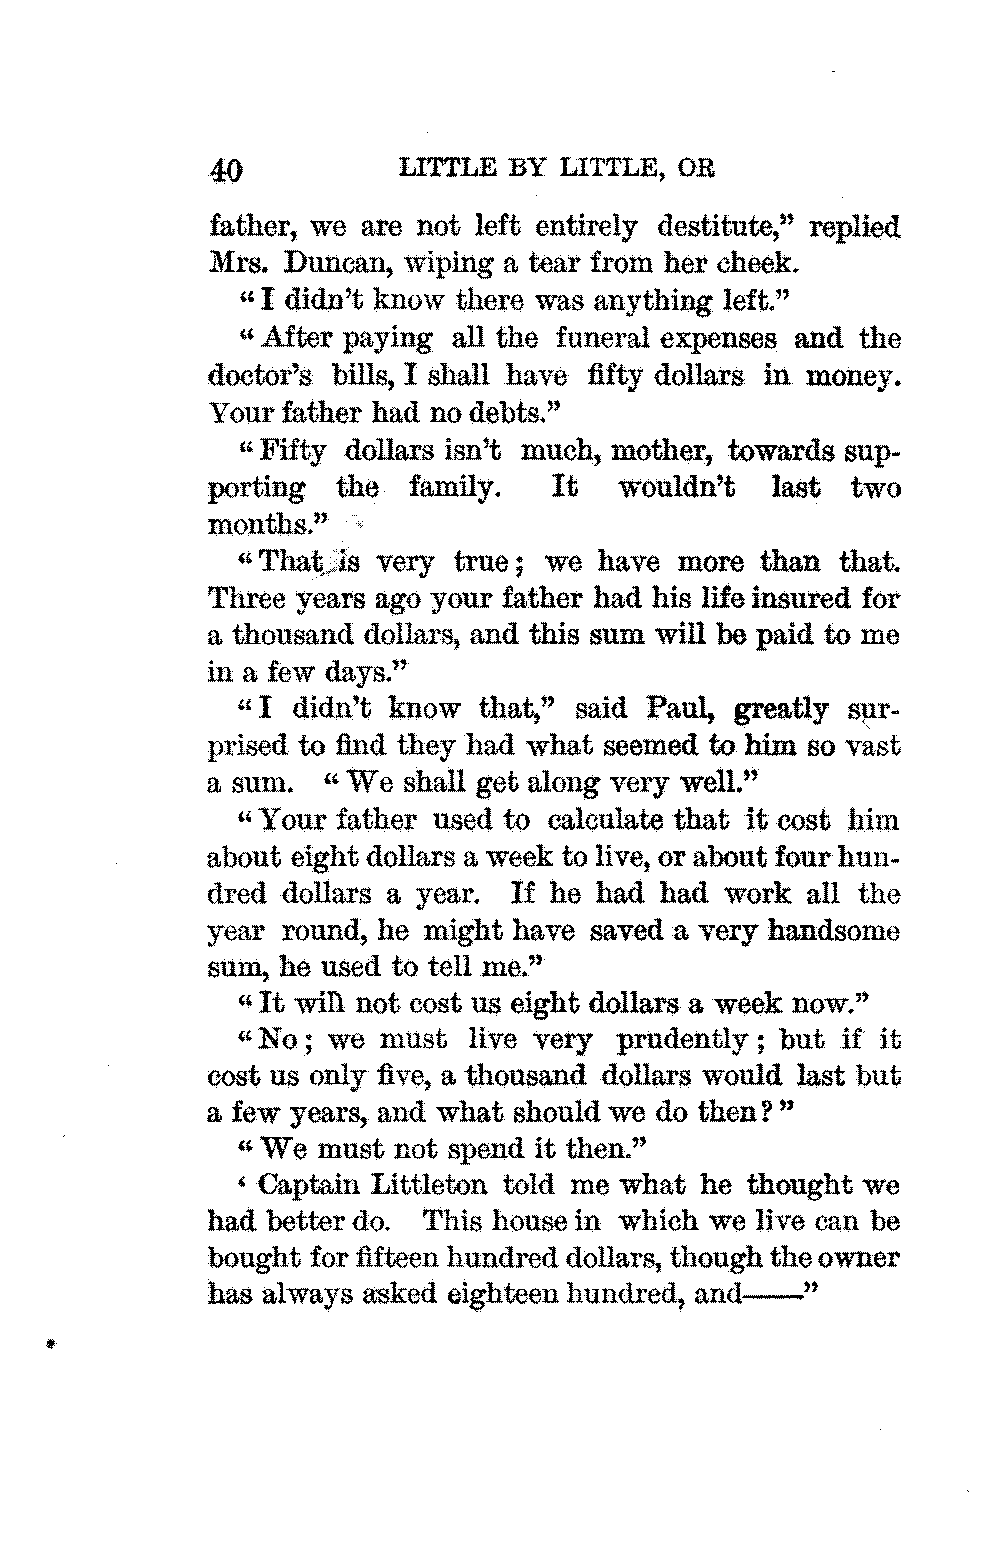 40 LITTLE BY LITTLE, OR
father, we are not left entirely destitute,” replied
Mrs. Duncan, wiping a tear from her cheek.
“I didn’t know there was anything left.”
“After paying all the funeral expenses and the
doctor’s bills, I shall have fifty dollars in money.
Your father had no debts.”
“Fifty dollars isn’t much, mother, towards sup-
porting the family. It wouldn’t last two
months.”
“That is very true; we have more than that.
Three years ago your father had his life insured for
a thousand dollars, and this sum will be paid to me
in a few days.”
“I didn’t know that,” said Paul, greatly sur-
prised to find they had what seemed to him so vast
a sum. “We shall get along very well.”
“Your father used to calculate that it cost him
about eight dollars a week to live, or about four hun-
dred dollars a year. If he had had work all the
year round, he might have saved a very handsome
sum, he used to tell me.”
“It will not cost us eight dollars a week now.”
“No; we must live very prudently; but if it
cost us only five, a thousand dollars would last but
a few years, and what should we do then?”
“We must not spend it then.”
‘ Captain Littleton told me what he thought we
had better do. This house in which we live can be
bought for fifteen hundred dollars, though the owner
has always asked eighteen hundred, and——”